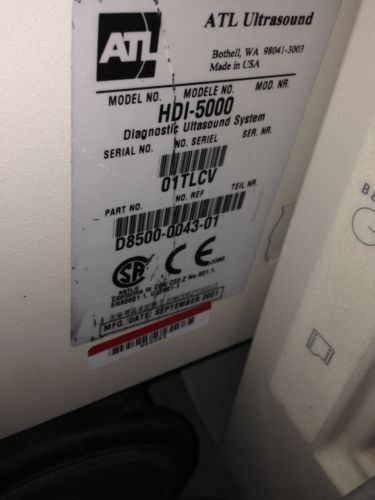 ATL
ATL Ultrasound
Bothell, WA 98041-3003
Made in USA
MODEL NO. MODELE NO. MOD. NR.
HDI-5000
Diagnostic Ultasound System
SERIAL NO. NO. SERIEL SER. NR.
01TLCV
PART NO. NO. REF TEIL NR.
D8500-0043-01
CE
MFG. DATE: SEPTEMBER 2001